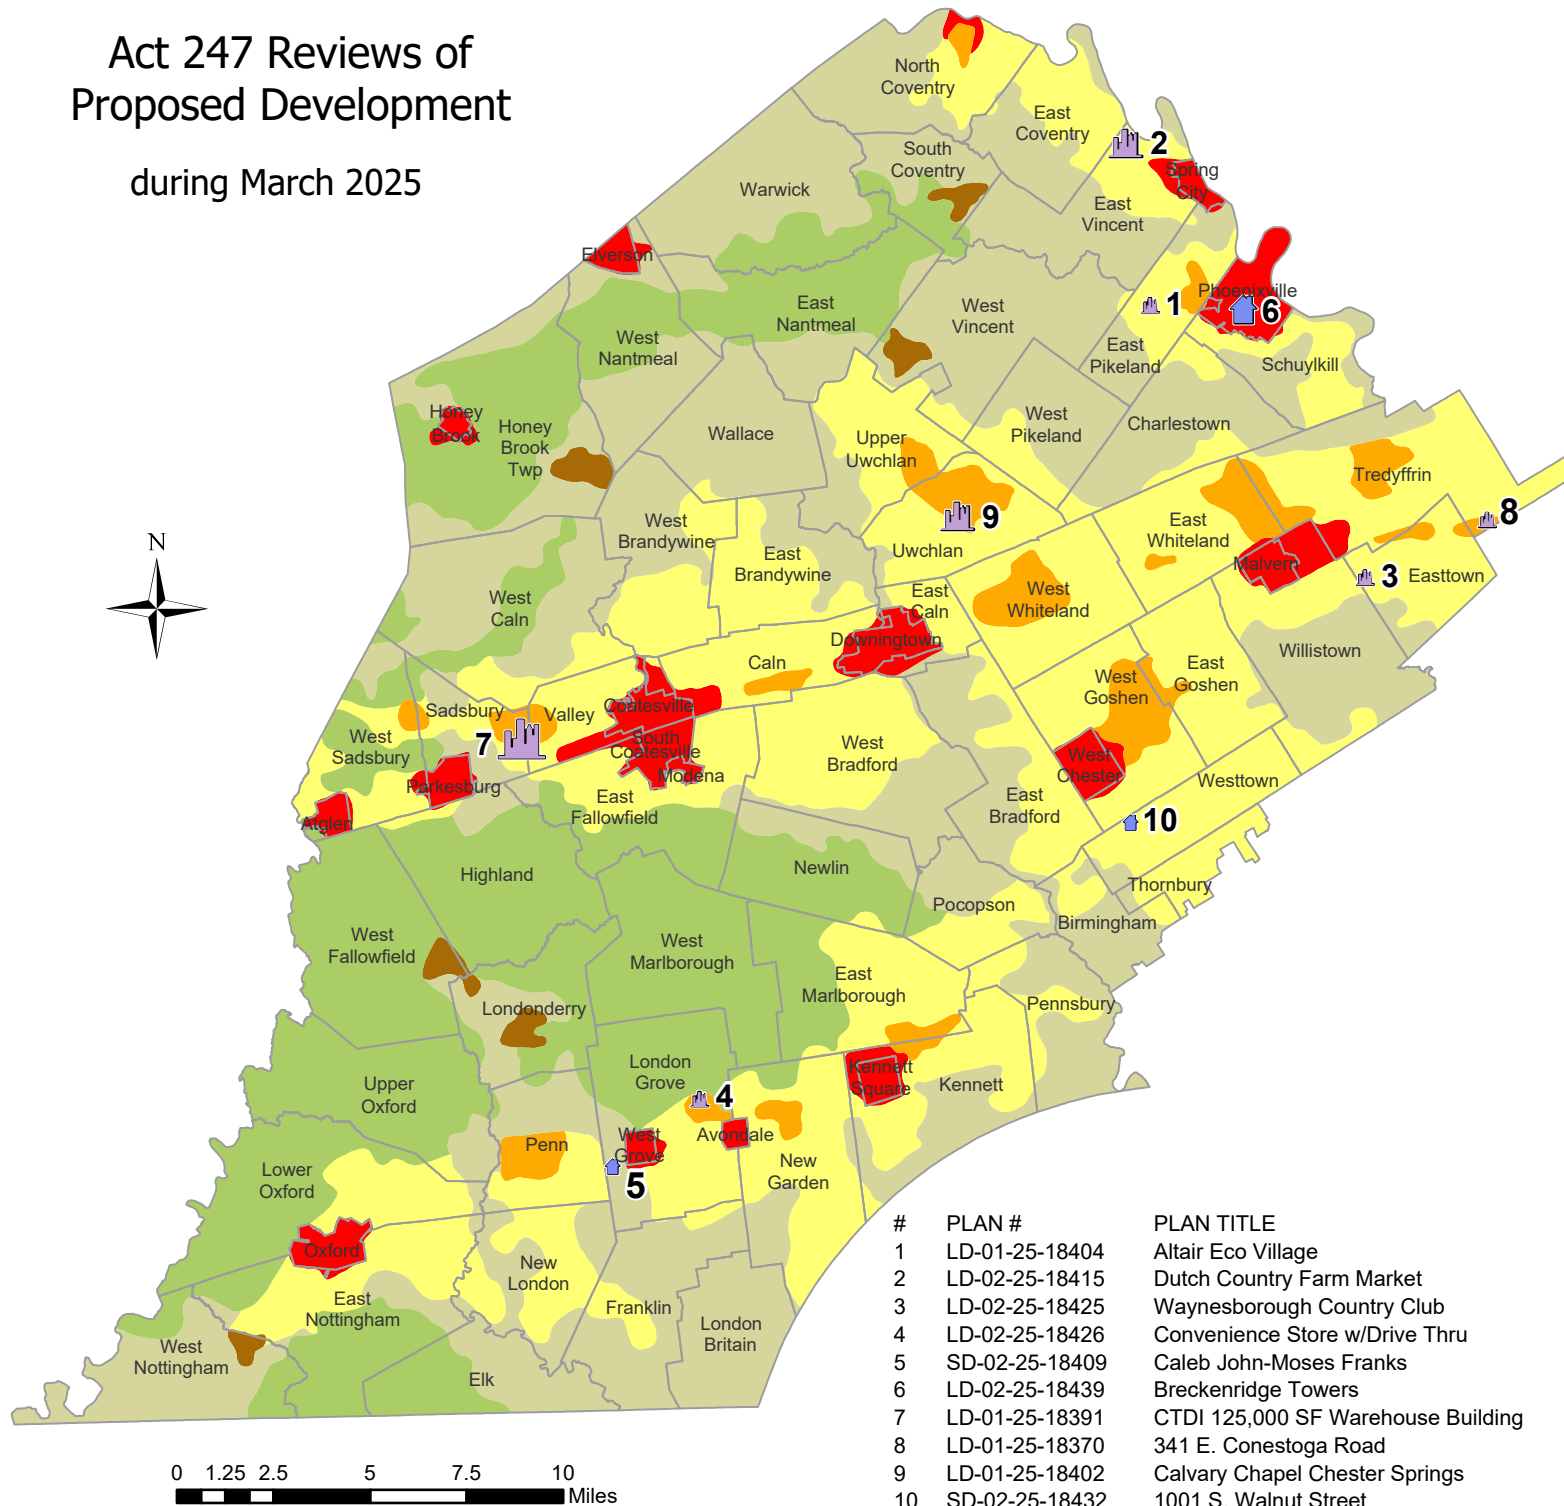 Act 247 Reviews of
Proposed Development
during March 2025
North
Coventry
East
Coventry
2
South
Coventry
Spring
City
Warwick
East
Vincent
Elverson
Phoenixville
1
6
East
Nantmeal
West
Vincent
West
Nantmeal
East
Pikeland
Schuylkill
Honey
Brook
Honey
Brook
Twp
Wallace
Upper
Uwchlan
West
Pikeland
Charlestown
Tredyffrin
8
9
West
Brandywine
East
Whiteland
Uwchlan
East
Brandywine
Malvern
3
Easttown
N
West
Caln
East
Caln
West
Whiteland
Downingtown
Willistown
Caln
East
Goshen
West
Goshen
Sadsbury
Valley
Coatesville
7
West
Sadsbury
South
Coatesville
West
Bradford
West
Chester
Modena
Parkesburg
Westtown
East
Fallowfield
East
Bradford
Atglen
10
Highland
Newlin
Thornbury
Pocopson
Birmingham
West
Fallowfield
West
Marlborough
East
Marlborough
Londonderry
Pennsbury
London
Grove
Kennett
Square
Kennett
Upper
Oxford
4
West
Grove
Avondale
Penn
New
Garden
Lower
Oxford
5
Oxford
New
London
East
Nottingham
Franklin
London
Britain
West
Nottingham
Elk
# PLAN # PLAN TITLE
1 LD-01-25-18404 Altair Eco Village
2 LD-02-25-18415 Dutch Country Farm Market
3 LD-02-25-18425 Waynesborough Country Club
4 LD-02-25-18426 Convenience Store w/Drive Thru
5 SD-02-25-18409 Caleb John-Moses Franks
6 LD-02-25-18439 Breckenridge Towers
7 LD-01-25-18391 CTDI 125,000 SF Warehouse Building
8 LD-01-25-18370 341 E. Conestoga Road
9 LD-01-25-18402 Calvary Chapel Chester Springs
10 SD-02-25-18432 1001 S. Walnut Street
0 1.25 2.5 5 7.5 10
Miles